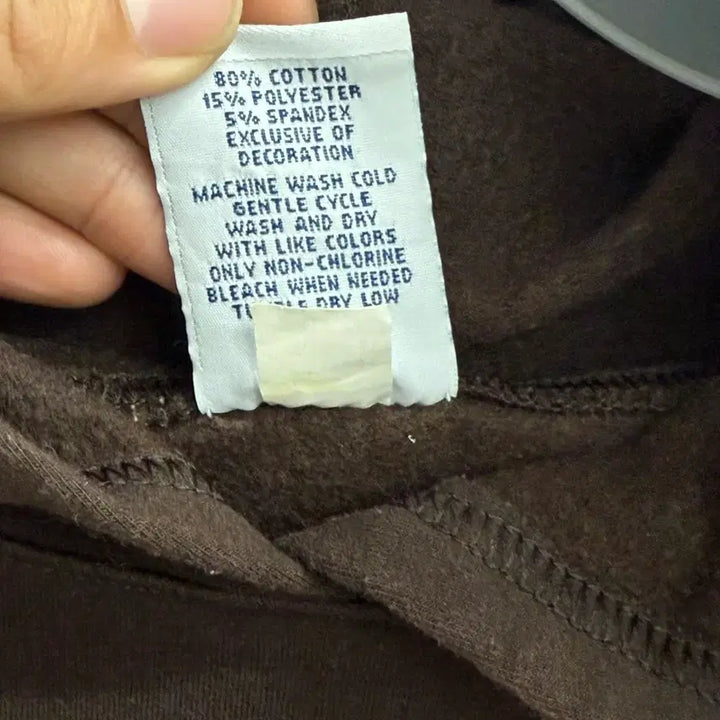 80% COTTON
15% POLYESTER
5% SPANDEX
EXCLUSIVE OF
DECORATION
MACHINE WASH COLD
GENTLE CYCLE
WASH AND DRY
WITH LIKE COLORS
ONLY NON-CHLORINE
BLEACH WHEN NEEDED
TUMBLE DRY LOW